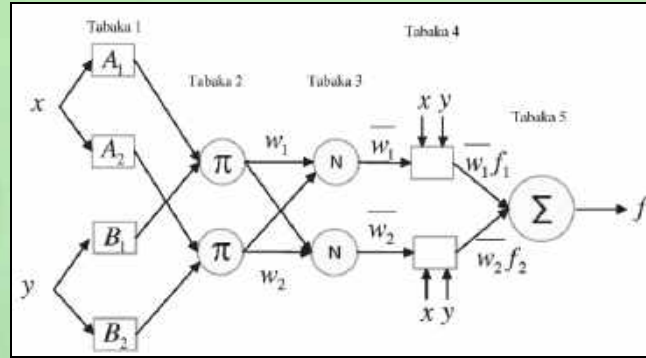 Tabaka 1
Tabaka 2
Tabaka 3
Tabaka 4
Tabaka 5
x
y
A₁
A₂
B₁
B₂
π
π
w₁
w₂
N
N
w̅₁
w̅₂
x y
x y
w̅₁f₁
w̅₂f₂
Σ
f